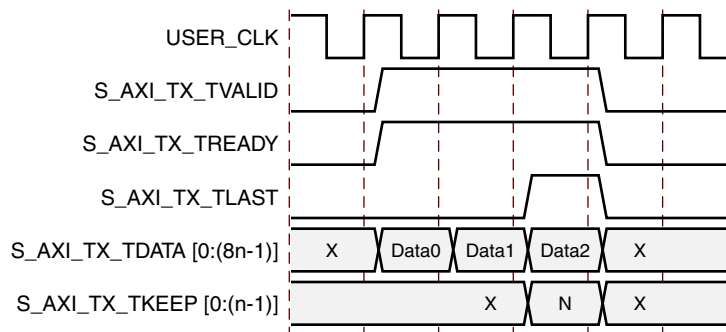 USER_CLK
S_AXI_TX_TVALID
S_AXI_TX_TREADY
S_AXI_TX_TLAST
S_AXI_TX_TDATA [0:(8n-1)] X Data0 Data1 Data2 X
S_AXI_TX_TKEEP [0:(n-1)] X N X